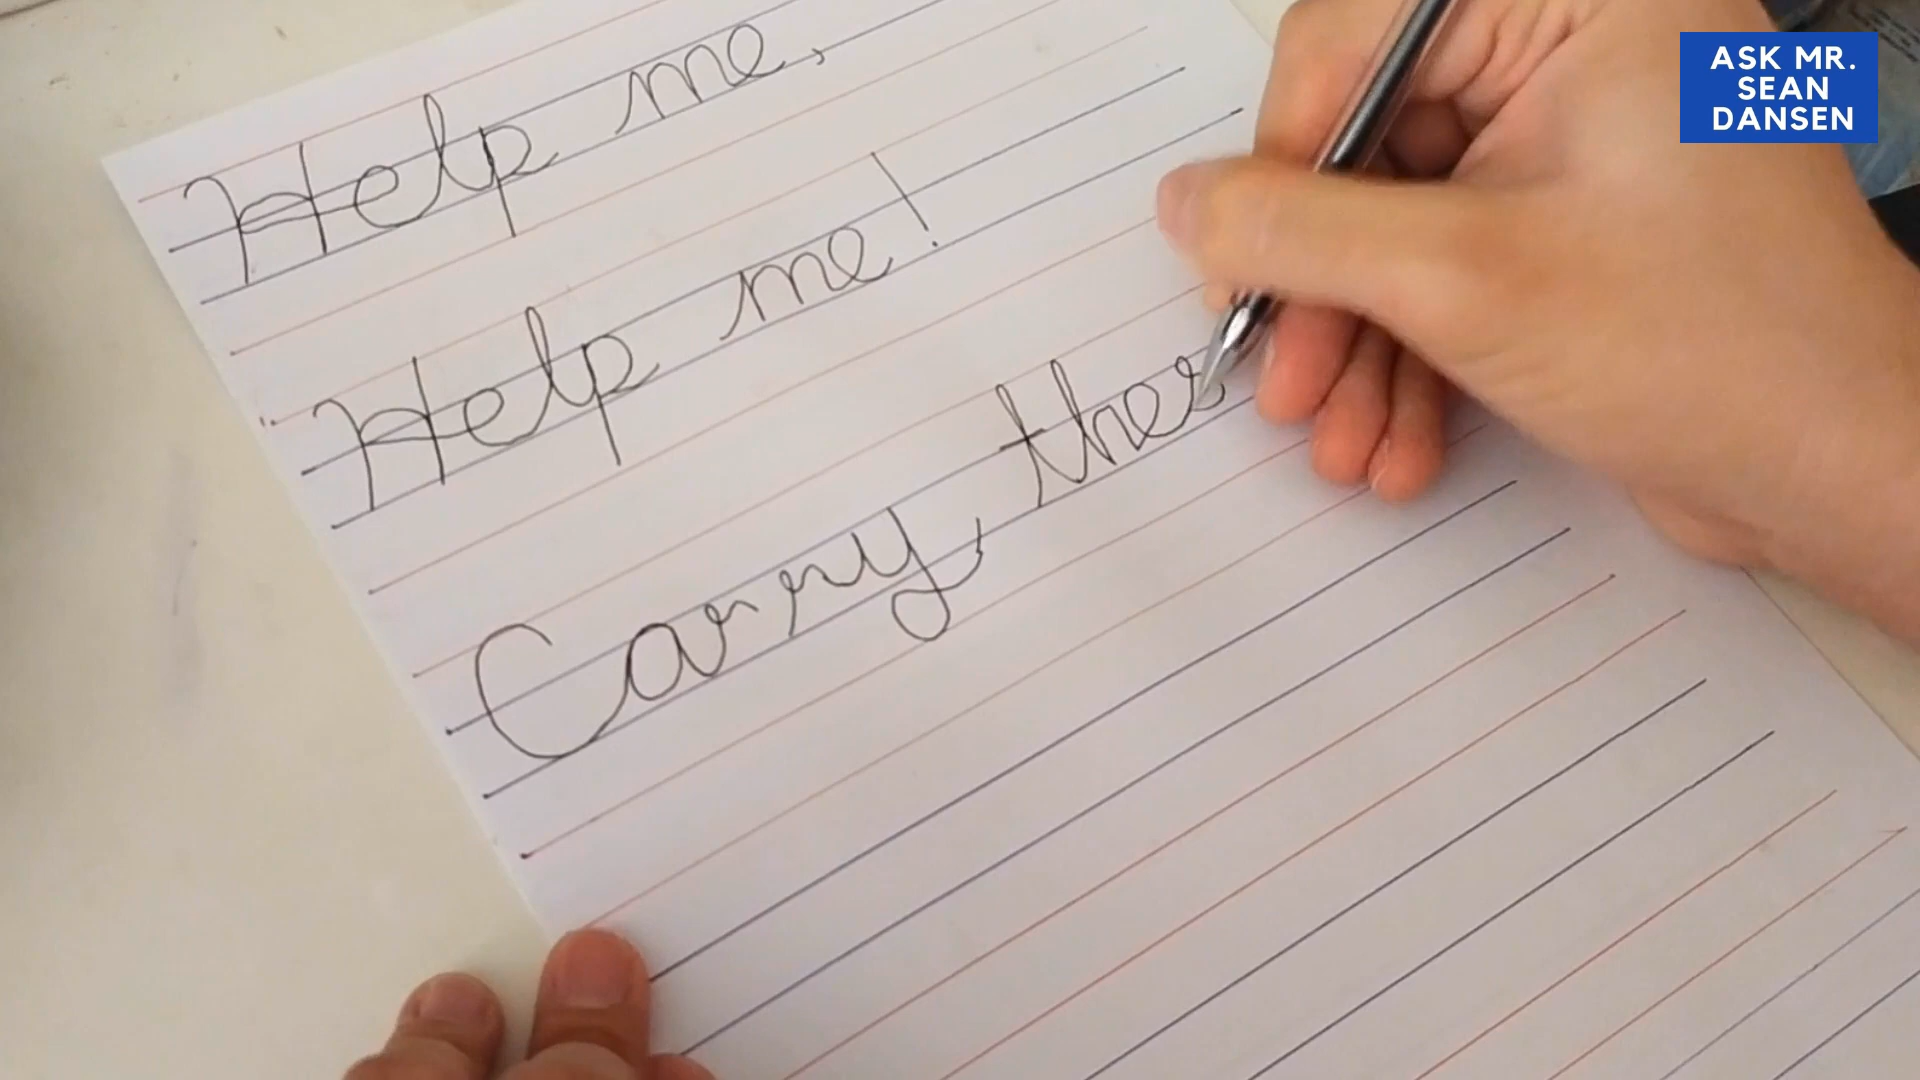 Help me,
Help me!
Carry, thes
ASK MR.
SEAN
DANSEN